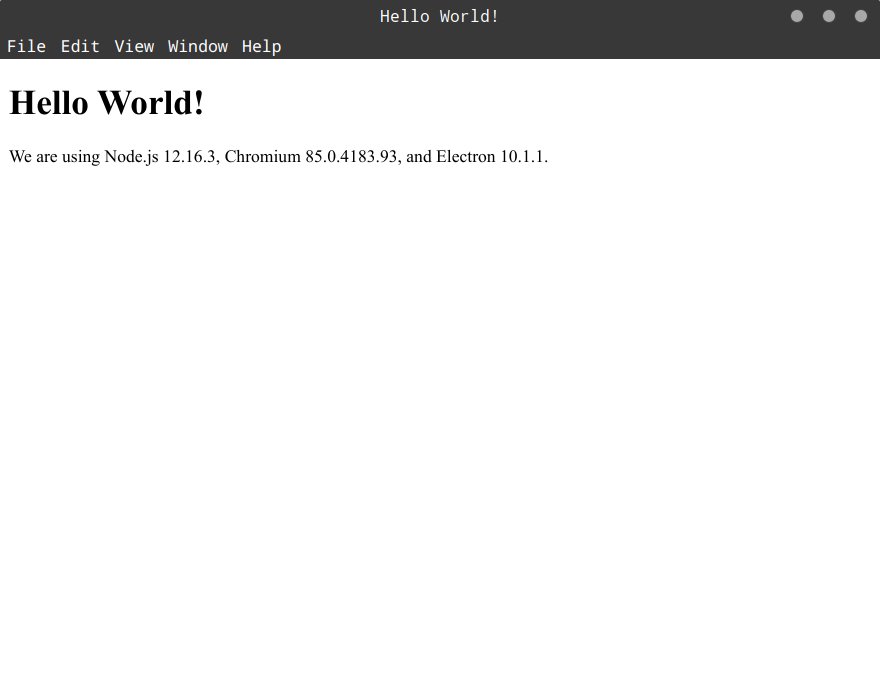 Hello World!
File Edit View Window Help
Hello World!
We are using Node.js 12.16.3, Chromium 85.0.4183.93, and Electron 10.1.1.